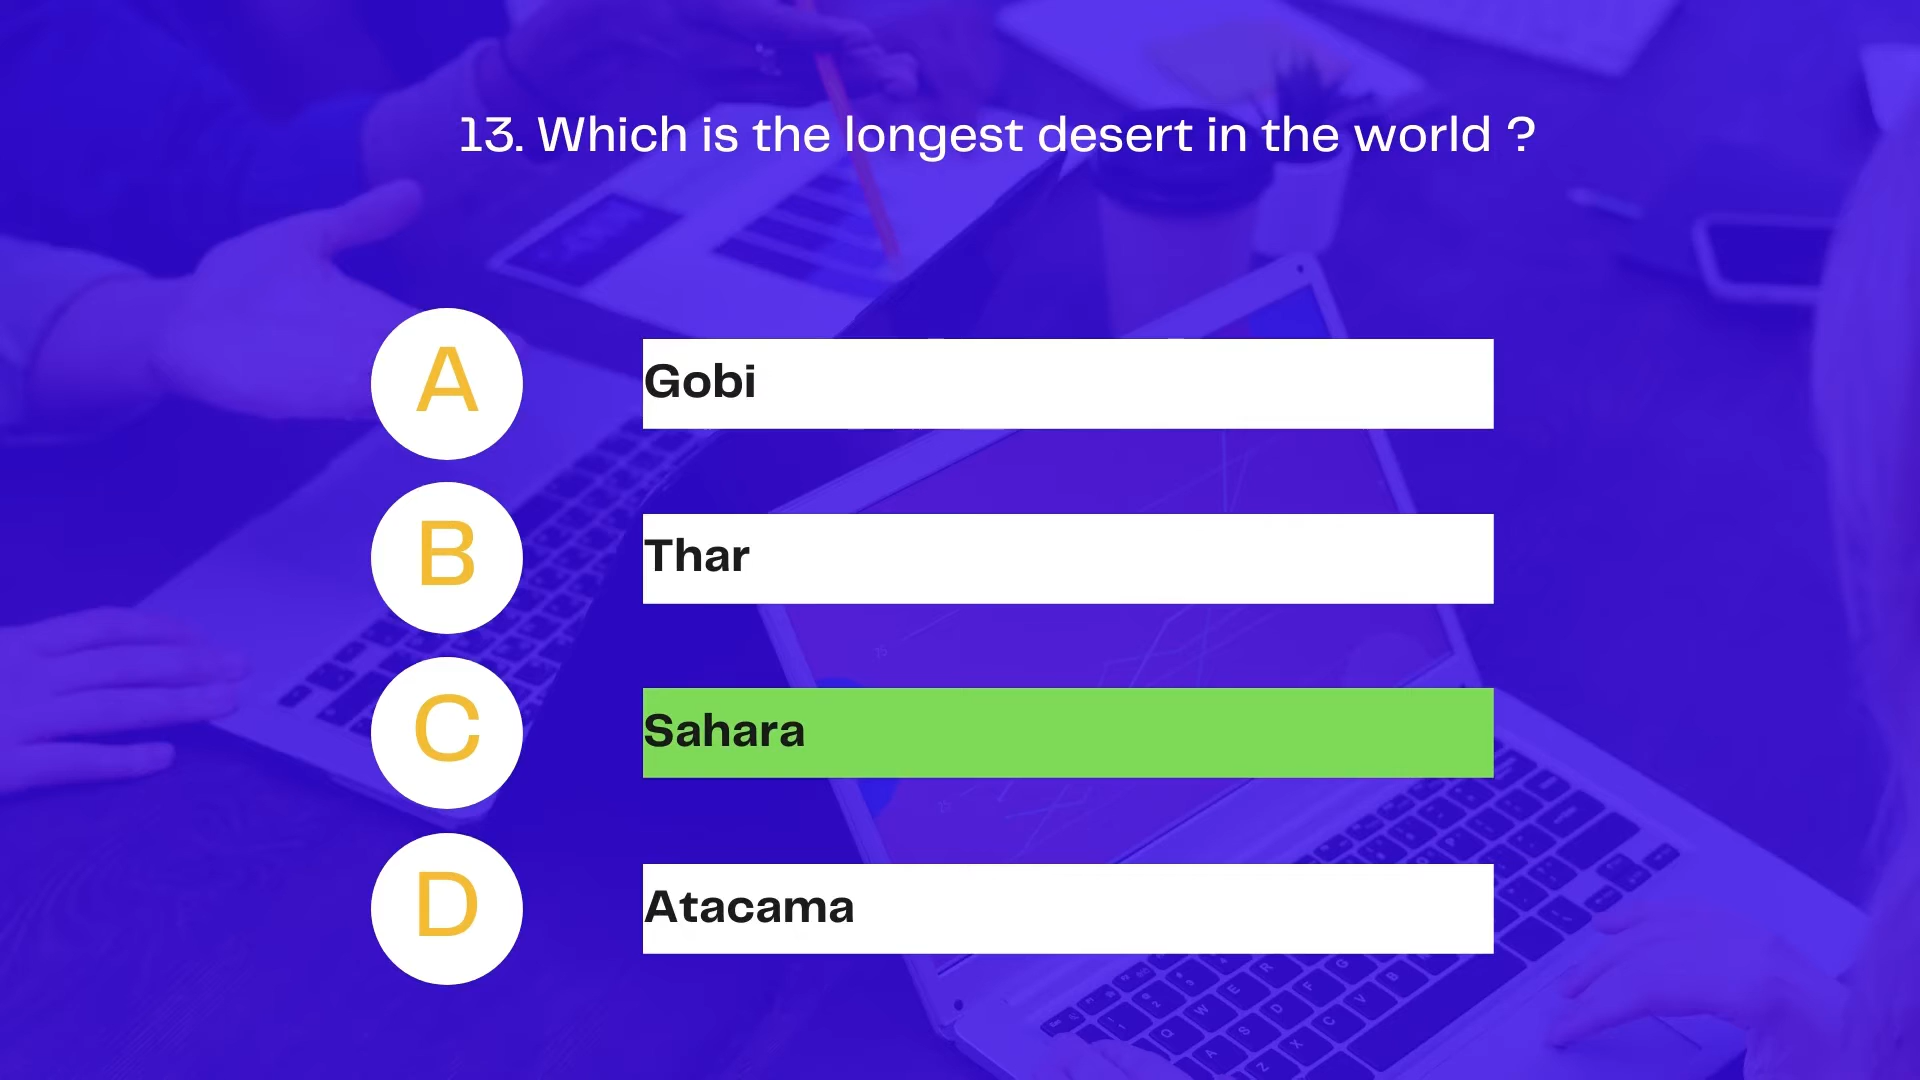 13. Which is the longest desert in the world ?
A
Gobi
B
Thar
C
Sahara
D
Atacama